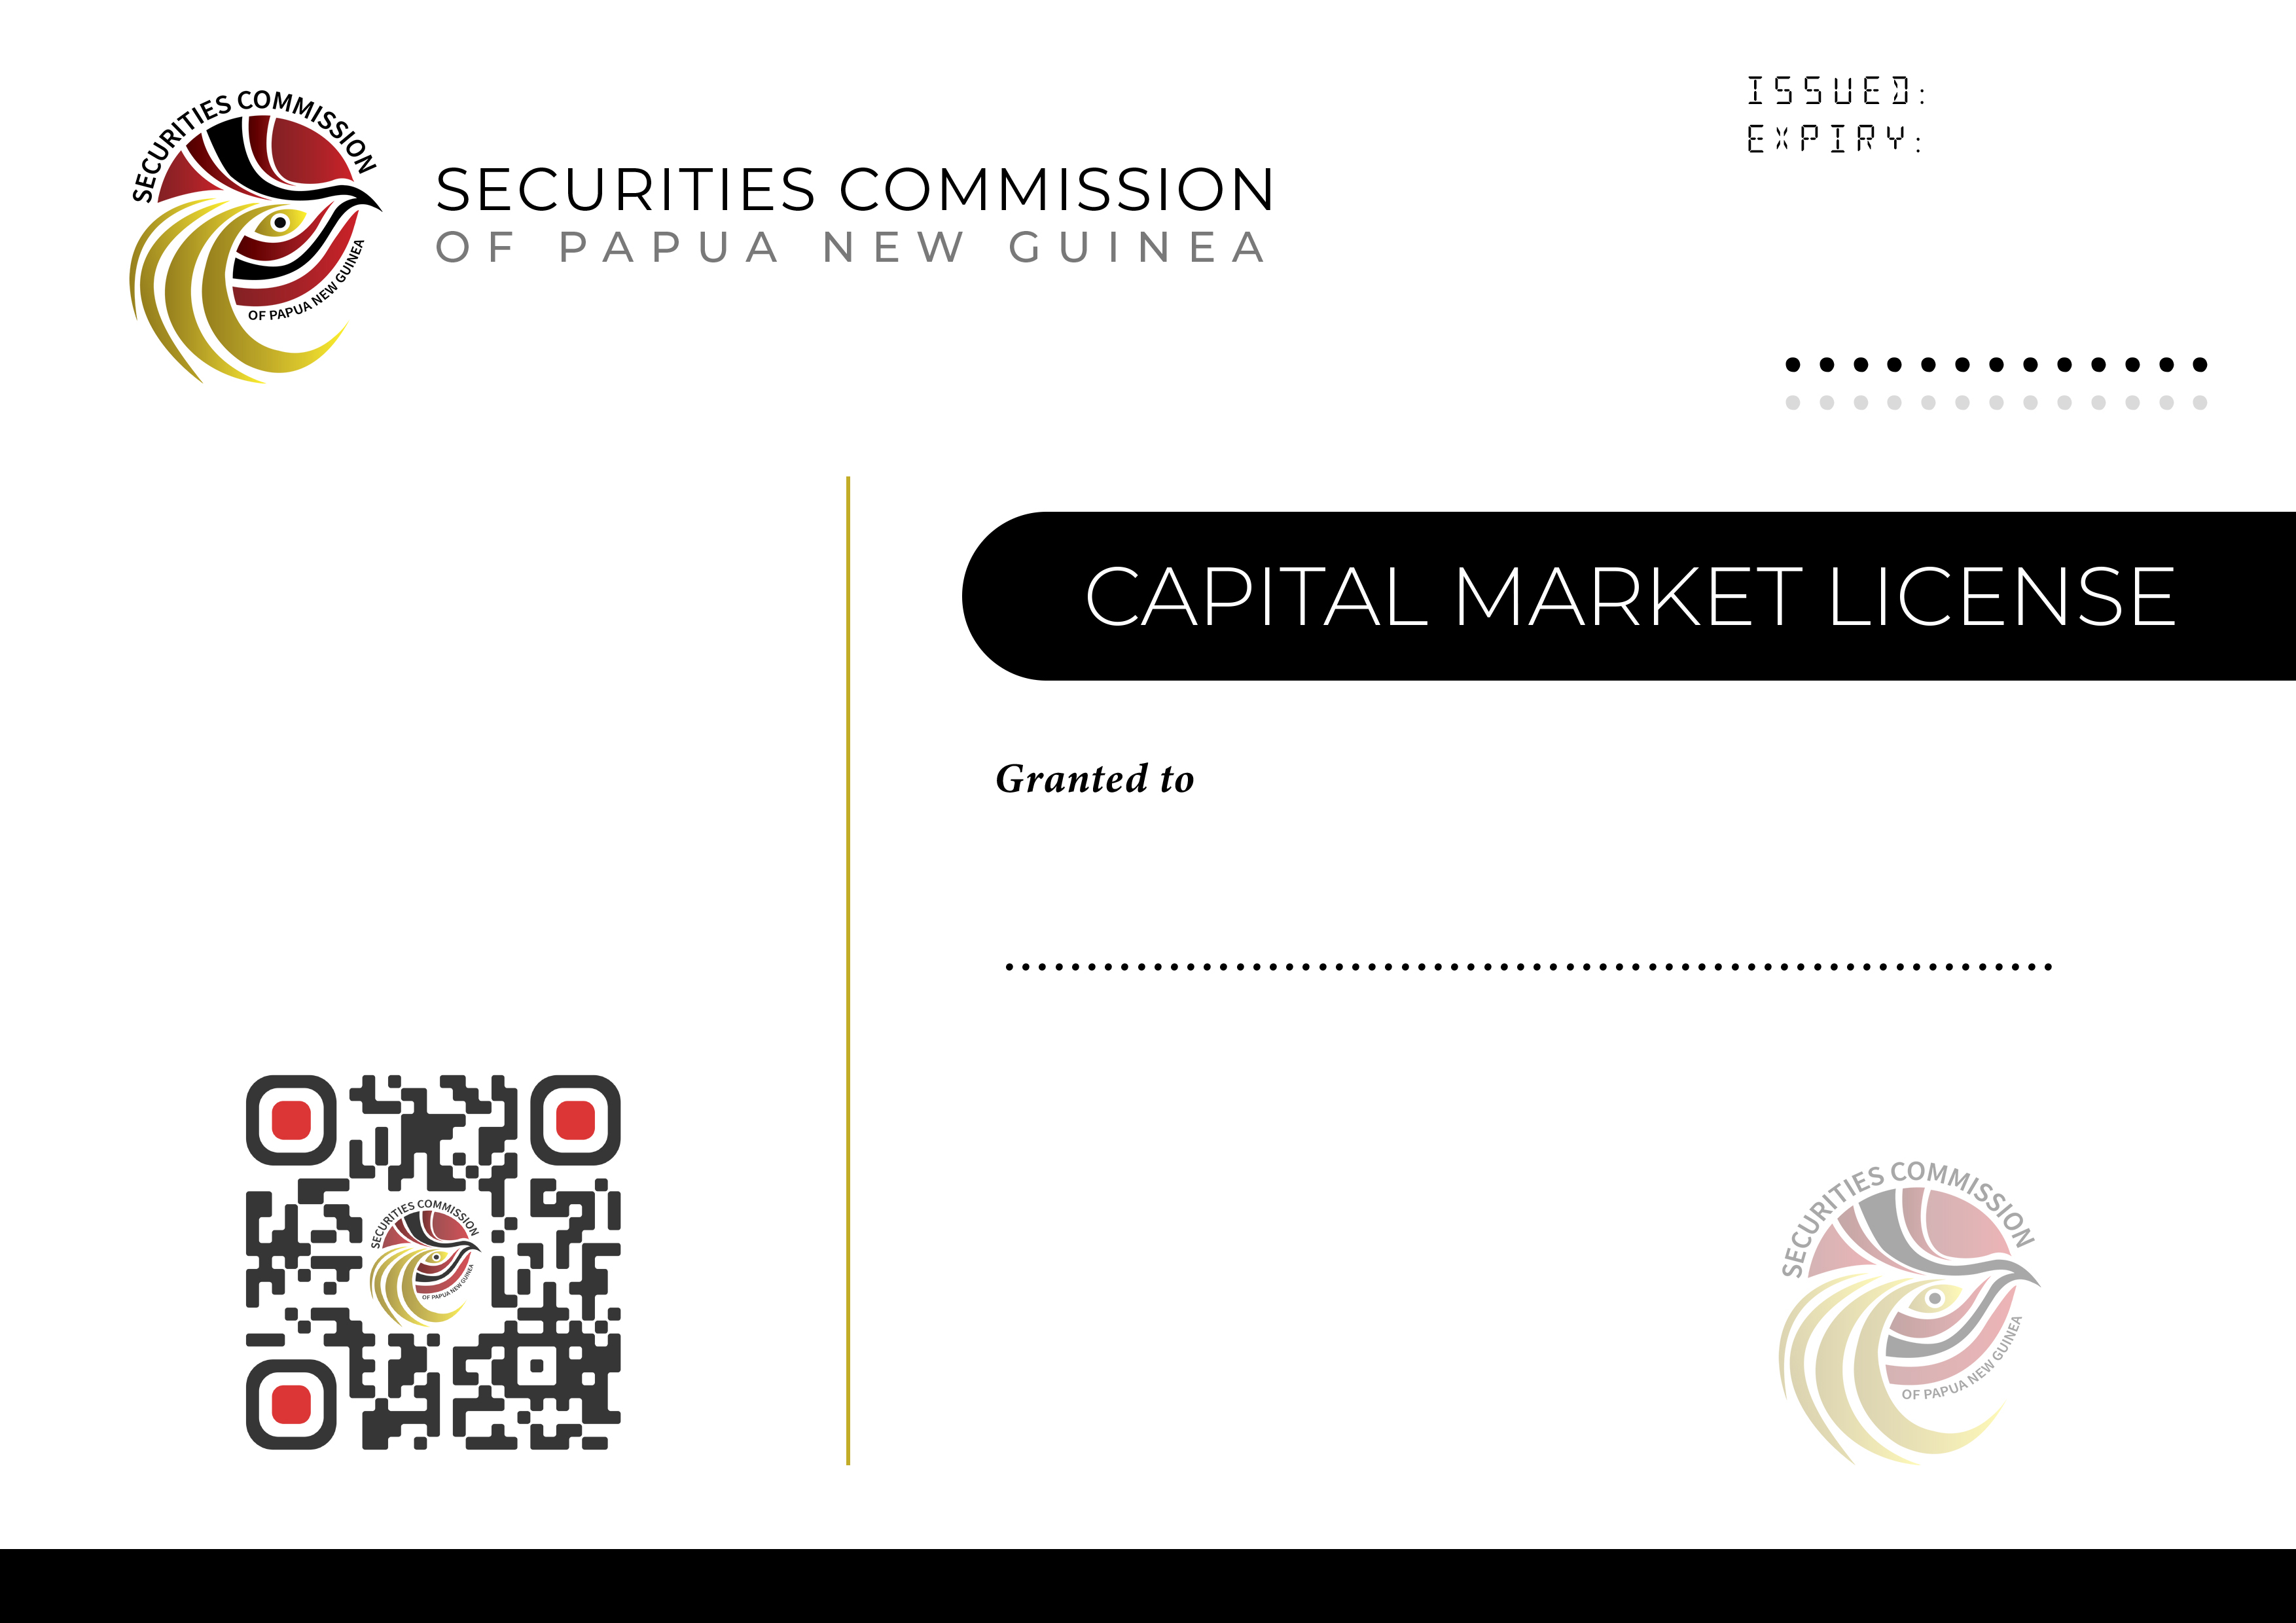 SECURITIES COMMISSION
OF PAPUA NEW GUINEA
SECURITIES COMMISSION
OF PAPUA NEW GUINEA
ISSUED:
EXPIRY:
CAPITAL MARKET LICENSE
Granted to
SECURITIES COMMISSION
OF PAPUA NEW GUINEA
SECURITIES COMMISSION
OF PAPUA NEW GUINEA